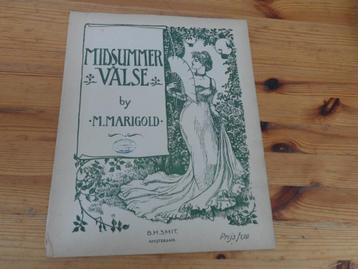 MIDSUMMER
VALSE
by
·M.MARIGOLD·
B.H.SMIT.
AMSTERDAM.
Prijs